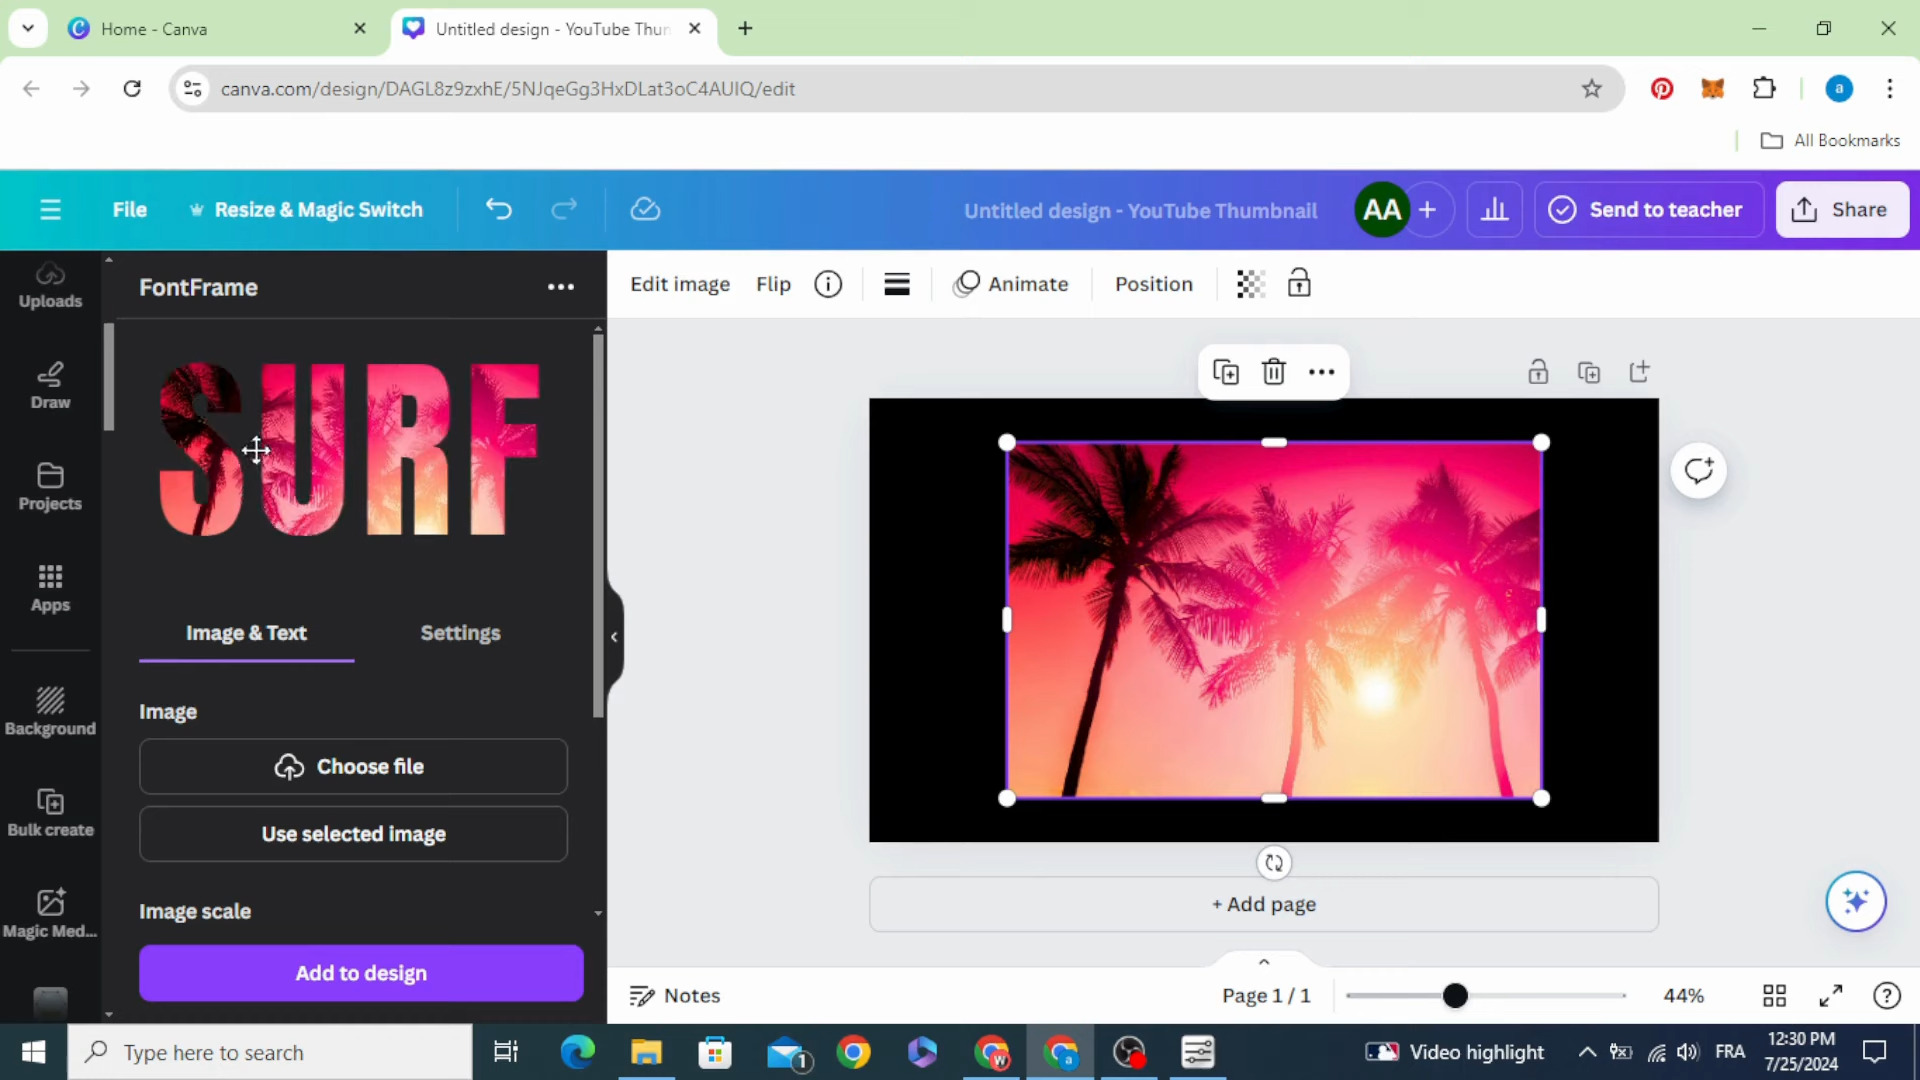 Home - Canva
Untitled design - YouTube Thun
canva.com/design/DAGL8z9zxhE/5NJqeGg3HxDLat3oC4AUIQ/edit
a
All Bookmarks
File
Resize & Magic Switch
Untitled design - YouTube Thumbnail
AA
Send to teacher
Share
Uploads
Draw
Projects
Apps
Background
Bulk create
Magic Med...
FontFrame
SURF
Image & Text
Settings
Image
Choose file
Use selected image
Image scale
Add to design
Edit image
Flip
Animate
Position
+ Add page
Notes
Page 1 / 1
44%
Type here to search
1
W
a
Video highlight
FRA
12:30 PM
7/25/2024